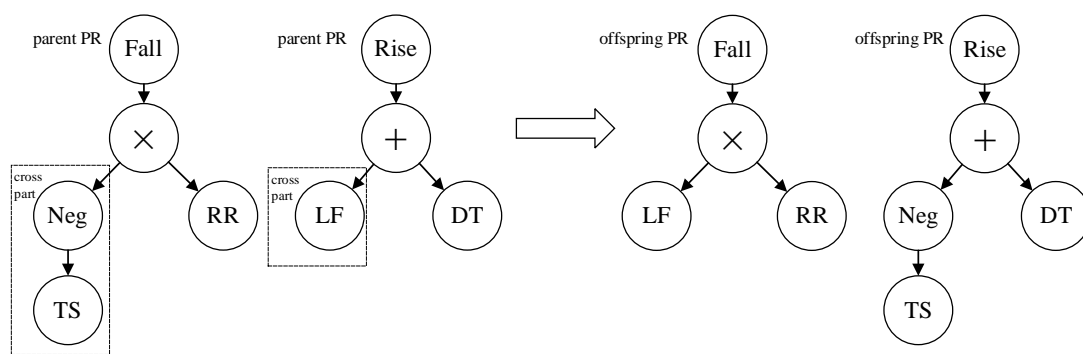 parent PR
Fall
×
cross
part
Neg
RR
TS
parent PR
Rise
+
cross
part
LF
DT
offspring PR
Fall
×
LF
RR
offspring PR
Rise
+
Neg
DT
TS